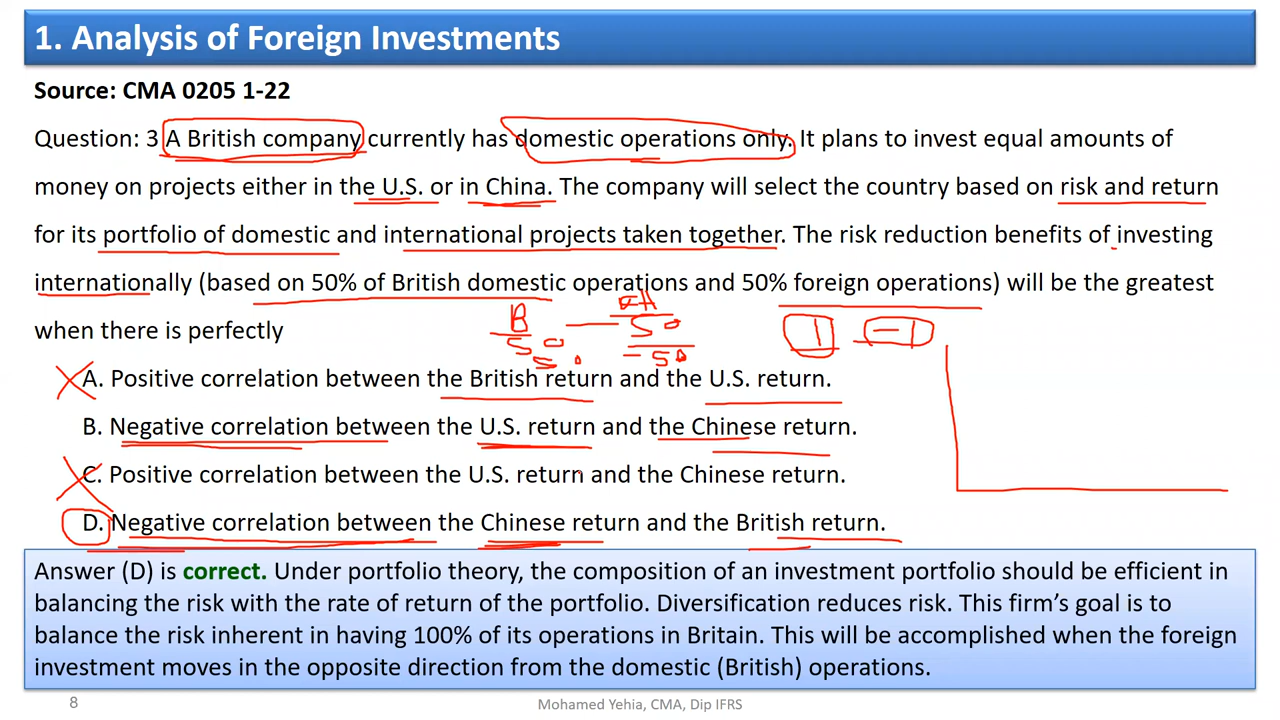 1. Analysis of Foreign Investments
Source: CMA 0205 1-22
Question: 3 A British company currently has domestic operations only. It plans to invest equal amounts of
money on projects either in the U.S. or in China. The company will select the country based on risk and return
for its portfolio of domestic and international projects taken together. The risk reduction benefits of investing
internationally (based on 50% of British domestic operations and 50% foreign operations) will be the greatest
when there is perfectly
B
50
50
CH
50
- 50
1
-1
A. Positive correlation between the British return and the U.S. return.
B. Negative correlation between the U.S. return and the Chinese return.
C. Positive correlation between the U.S. return and the Chinese return.
D. Negative correlation between the Chinese return and the British return.
Answer (D) is correct. Under portfolio theory, the composition of an investment portfolio should be efficient in
balancing the risk with the rate of return of the portfolio. Diversification reduces risk. This firm’s goal is to
balance the risk inherent in having 100% of its operations in Britain. This will be accomplished when the foreign
investment moves in the opposite direction from the domestic (British) operations.
8
Mohamed Yehia, CMA, Dip IFRS